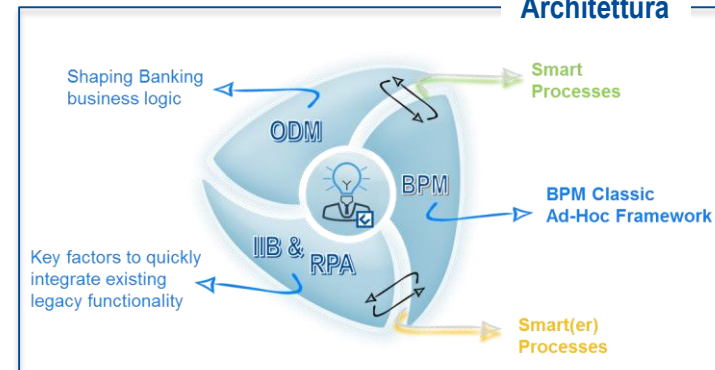 Architettura
Shaping Banking
business logic
Smart
Processes
ODM
BPM
BPM Classic
Ad-Hoc Framework
IIB &
RPA
Key factors to quickly
integrate existing
legacy functionality
Smart(er)
Processes